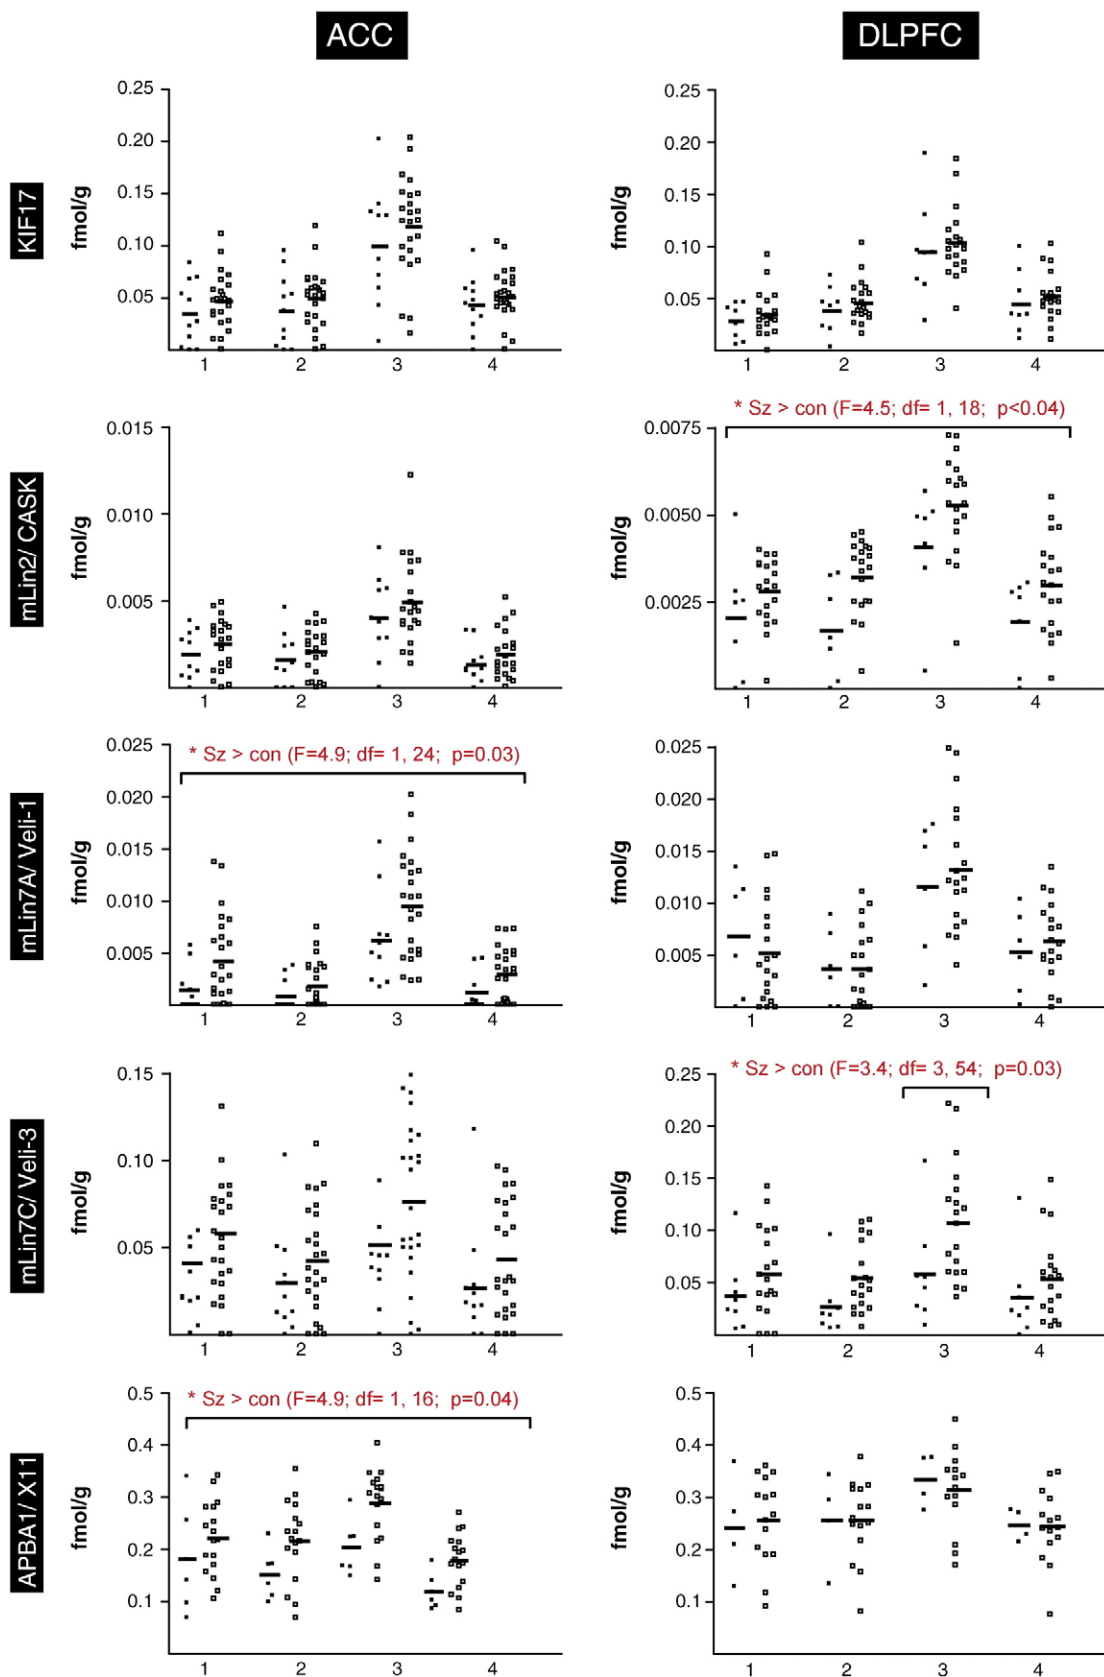 ACC
DLPFC
KIF17
fmol/g
0.25
0.20
0.15
0.10
0.05
1 2 3 4
fmol/g
0.25
0.20
0.15
0.10
0.05
1 2 3 4
mLin2/ CASK
fmol/g
0.015
0.010
0.005
1 2 3 4
* Sz > con (F=4.5; df= 1, 18; p<0.04)
fmol/g
0.0075
0.0050
0.0025
1 2 3 4
mLin7A/ Veli-1
fmol/g
* Sz > con (F=4.9; df= 1, 24; p=0.03)
0.025
0.020
0.015
0.010
0.005
1 2 3 4
fmol/g
0.025
0.020
0.015
0.010
0.005
1 2 3 4
mLin7C/ Veli-3
fmol/g
0.15
0.10
0.05
1 2 3 4
* Sz > con (F=3.4; df= 3, 54; p=0.03)
fmol/g
0.25
0.20
0.15
0.10
0.05
1 2 3 4
APBA1/ X11
fmol/g
* Sz > con (F=4.9; df= 1, 16; p=0.04)
0.5
0.4
0.3
0.2
0.1
1 2 3 4
fmol/g
0.5
0.4
0.3
0.2
0.1
1 2 3 4